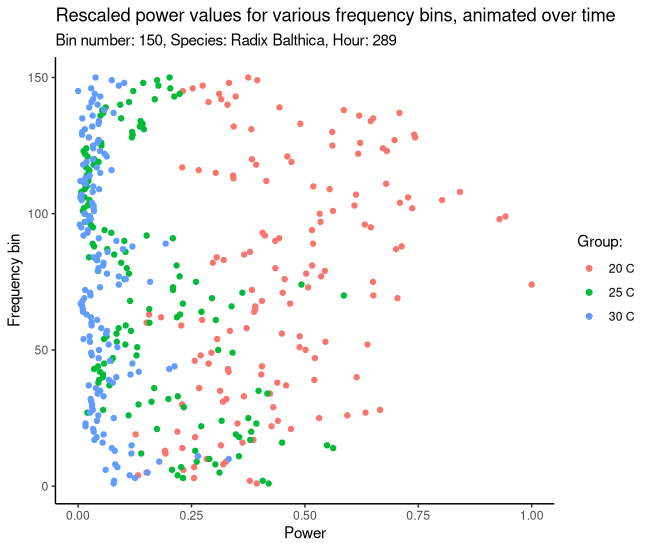 Rescaled power values for various frequency bins, animated over time
Bin number: 150, Species: Radix Balthica, Hour: 289
150
100
50
0
Frequency bin
0.00
0.25
0.50
0.75
1.00
Power
Group:
20 C
25 C
30 C